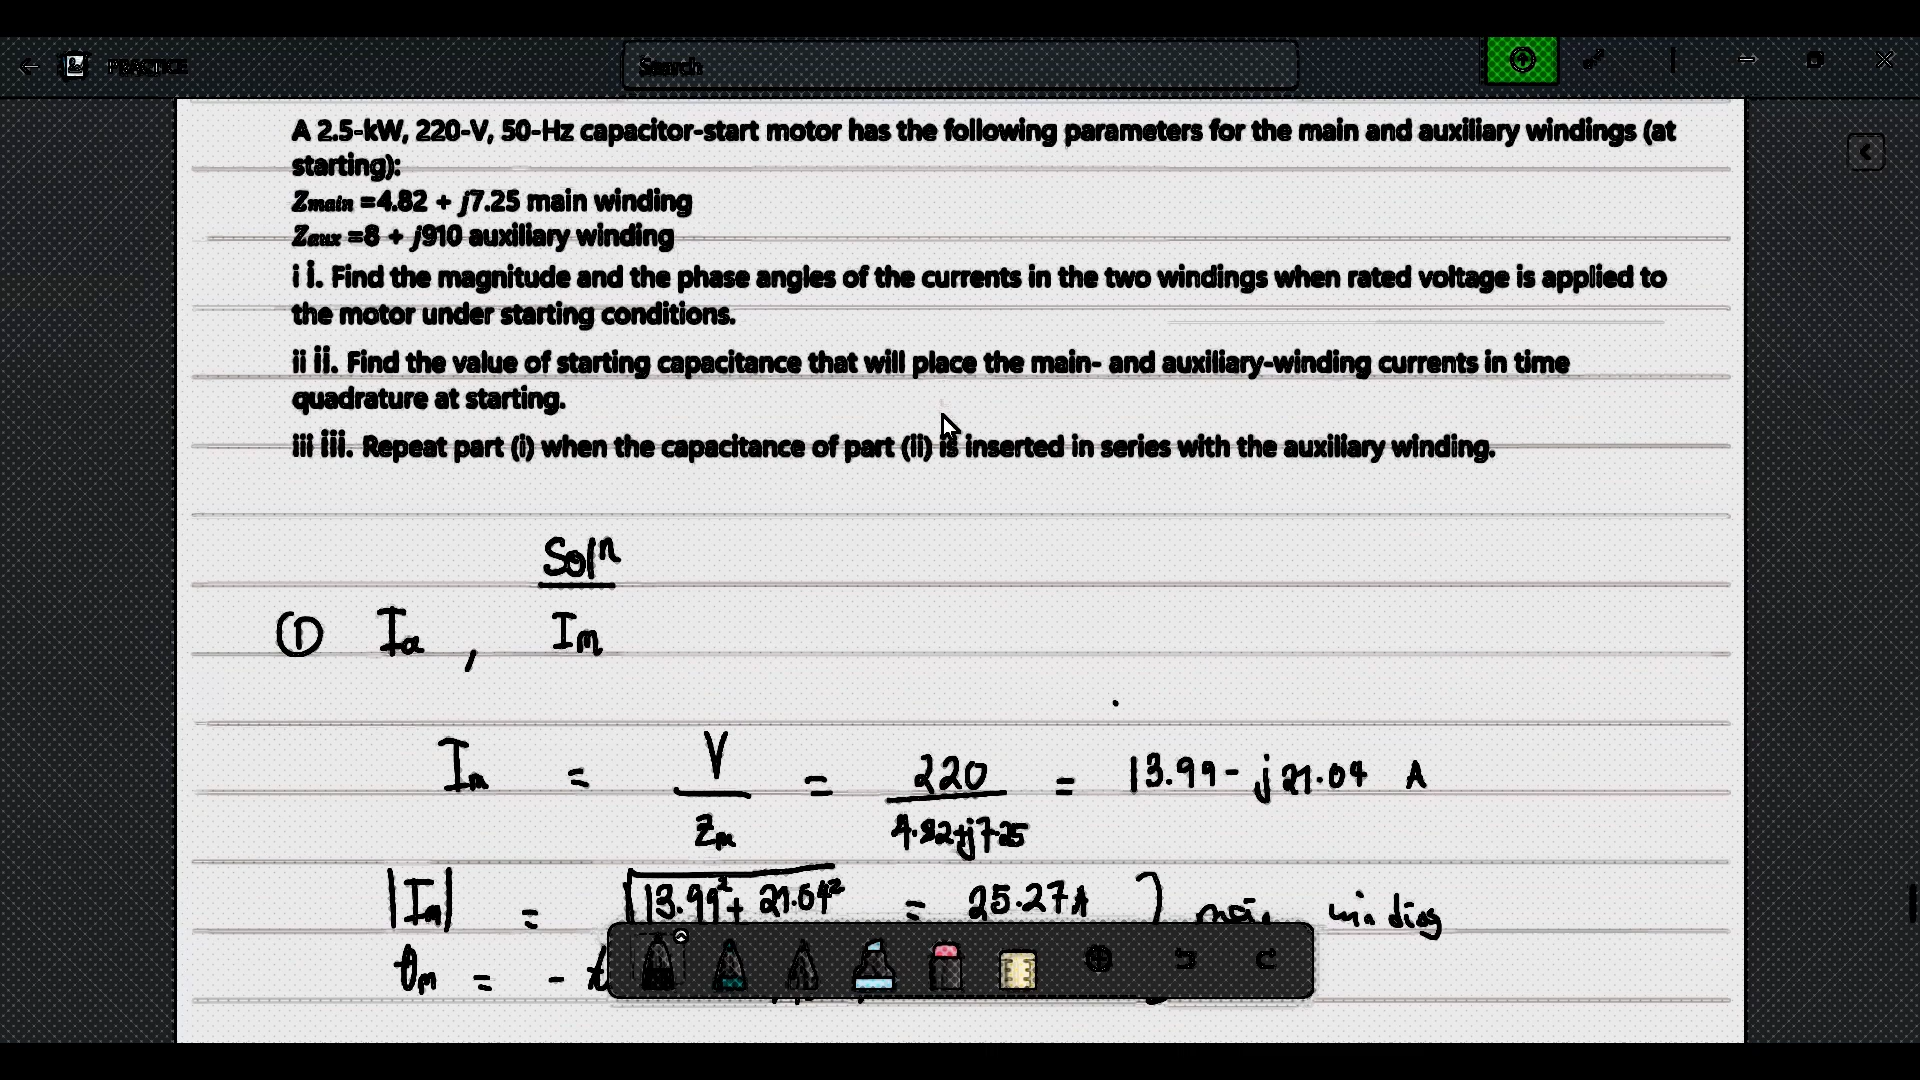 PRACTICE
Search
A 2.5-kW, 220-V, 50-Hz capacitor-start motor has the following parameters for the main and auxiliary windings (at
starting):
Zmain =4.82 + j7.25 main winding
Zaux =8 + j910 auxiliary winding
i i. Find the magnitude and the phase angles of the currents in the two windings when rated voltage is applied to
the motor under starting conditions.
ii ii. Find the value of starting capacitance that will place the main- and auxiliary-winding currents in time
quadrature at starting.
iii iii. Repeat part (i) when the capacitance of part (ii) is inserted in series with the auxiliary winding.
Solⁿ
① Ia , Im
Im = V / Zm = 220 / 4.82+j7.25 = 13.99 - j21.04 A
|Im| = √13.99² + 21.04² = 25.27A } main winding
θm = - t